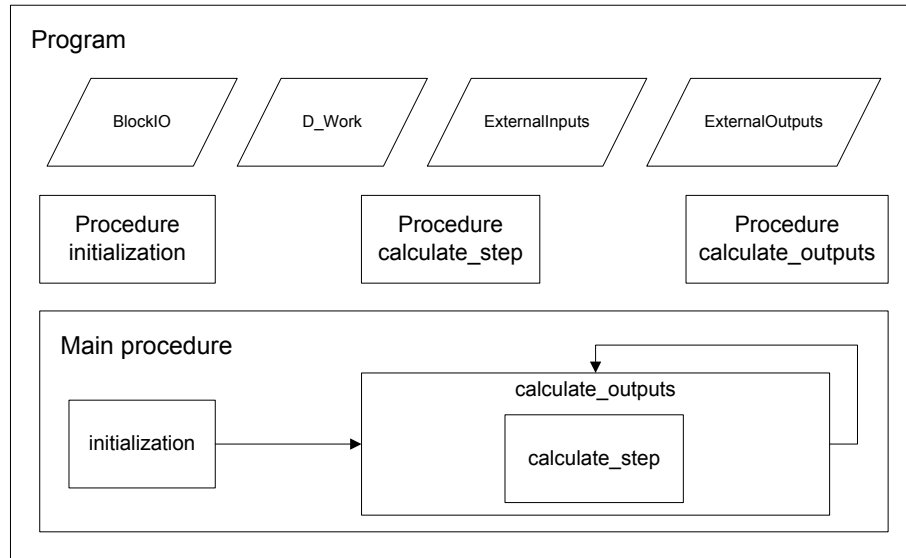 Program
BlockIO
D_Work
ExternalInputs
ExternalOutputs
Procedure
initialization
Procedure
calculate_step
Procedure
calculate_outputs
Main procedure
calculate_outputs
initialization
calculate_step